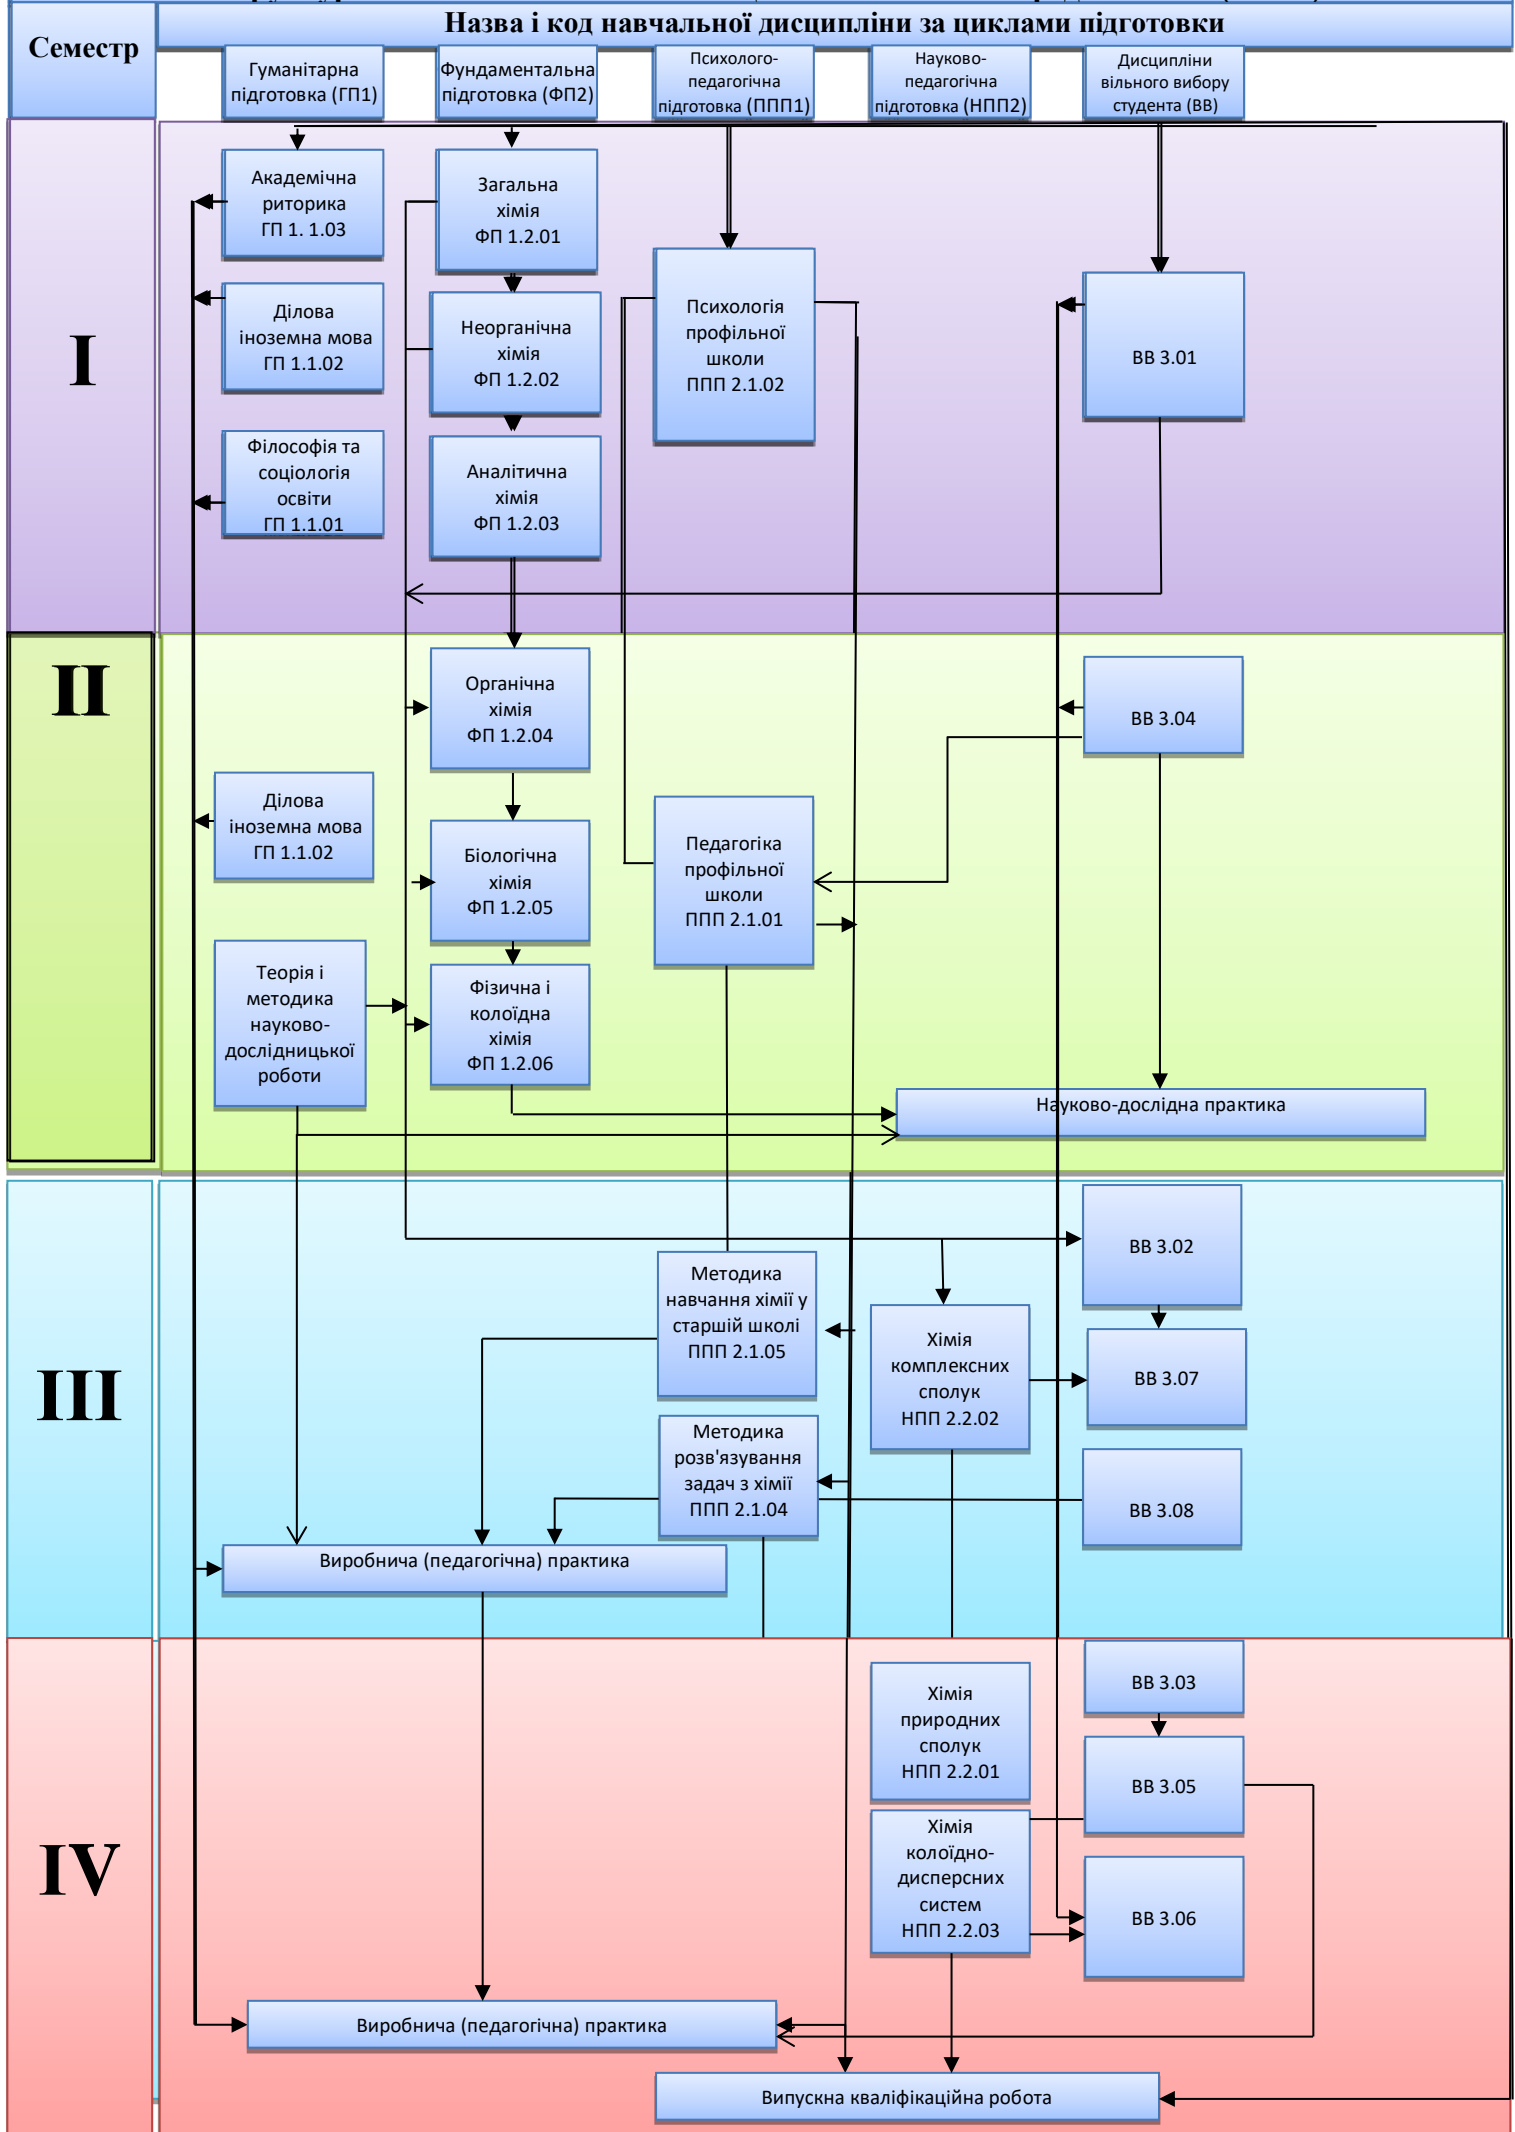 Назва і код навчальної дисципліни за циклами підготовки
Семестр
Гуманітарна
підготовка (ГП1)
Фундаментальна
підготовка (ФП2)
Психолого-
педагогічна
підготовка (ППП1)
Науково-
педагогічна
підготовка (НПП2)
Дисципліни
вільного вибору
студента (ВВ)
I
Академічна
риторика
ГП 1. 1.03
Загальна
хімія
ФП 1.2.01
Ділова
іноземна мова
ГП 1.1.02
Неорганічна
хімія
ФП 1.2.02
Психологія
профільної
школи
ППП 2.1.02
ВВ 3.01
Філософія та
соціологія
освіти
ГП 1.1.01
Аналітична
хімія
ФП 1.2.03
II
Органічна
хімія
ФП 1.2.04
ВВ 3.04
Ділова
іноземна мова
ГП 1.1.02
Біологічна
хімія
ФП 1.2.05
Педагогіка
профільної
школи
ППП 2.1.01
Теорія і
методика
науково-
дослідницької
роботи
Фізична і
колоїдна
хімія
ФП 1.2.06
Науково-дослідна практика
III
Методика
навчання хімії у
старшій школі
ППП 2.1.05
Хімія
комплексних
сполук
НПП 2.2.02
ВВ 3.02
ВВ 3.07
Методика
розв'язування
задач з хімії
ППП 2.1.04
ВВ 3.08
Виробнича (педагогічна) практика
IV
Хімія
природних
сполук
НПП 2.2.01
ВВ 3.03
ВВ 3.05
Хімія
колоїдно-
дисперсних
систем
НПП 2.2.03
ВВ 3.06
Виробнича (педагогічна) практика
Випускна кваліфікаційна робота